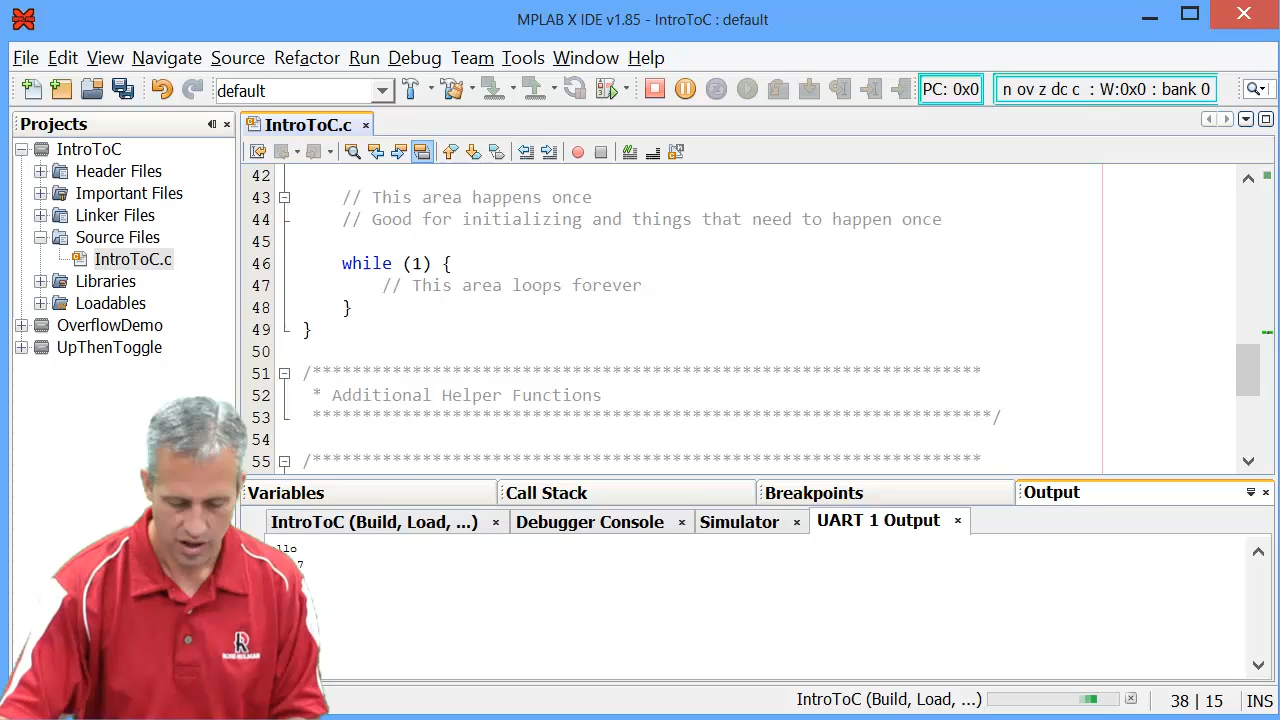 MPLAB X IDE v1.85 - IntroToC : default
File Edit View Navigate Source Refactor Run Debug Team Tools Window Help
default
PC: 0x0
n ov z dc c : W:0x0 : bank 0
Projects
IntroToC.c
IntroToC
Header Files
Important Files
Linker Files
Source Files
IntroToC.c
Libraries
Loadables
OverflowDemo
UpThenToggle
42
43 // This area happens once
44 // Good for initializing and things that need to happen once
45
46 while (1) {
47 // This area loops forever
48 }
49 }
50
51 /*******************************************************************
52 * Additional Helper Functions
53 ********************************************************************/
54
55 /*******************************************************************
Variables Call Stack Breakpoints Output
IntroToC (Build, Load, ...) Debugger Console Simulator UART 1 Output
llo
7
ROSE-HULMAN
IntroToC (Build, Load, ...) 38 | 15 INS